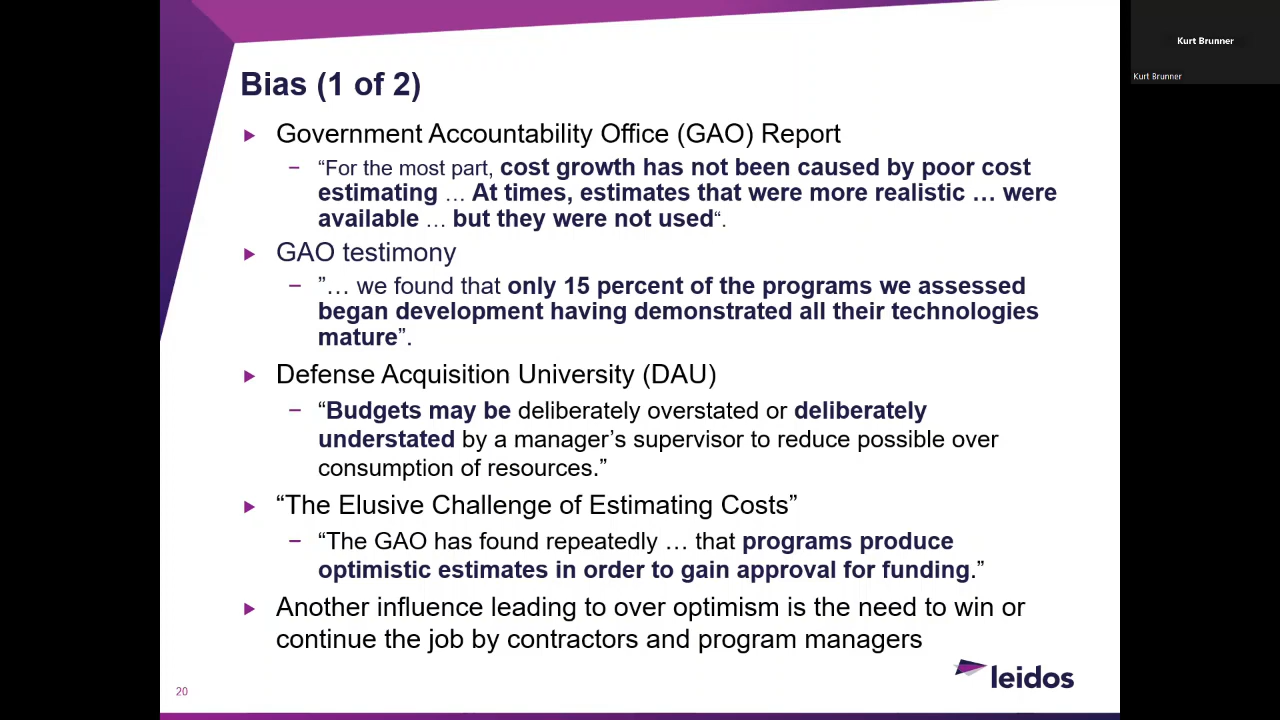 Bias (1 of 2)
Government Accountability Office (GAO) Report
– “For the most part, cost growth has not been caused by poor cost
estimating … At times, estimates that were more realistic … were
available … but they were not used“.
GAO testimony
– ”… we found that only 15 percent of the programs we assessed
began development having demonstrated all their technologies
mature”.
Defense Acquisition University (DAU)
– “Budgets may be deliberately overstated or deliberately
understated by a manager’s supervisor to reduce possible over
consumption of resources.”
“The Elusive Challenge of Estimating Costs”
– “The GAO has found repeatedly … that programs produce
optimistic estimates in order to gain approval for funding.”
Another influence leading to over optimism is the need to win or
continue the job by contractors and program managers
leidos
20
Kurt Brunner
Kurt Brunner